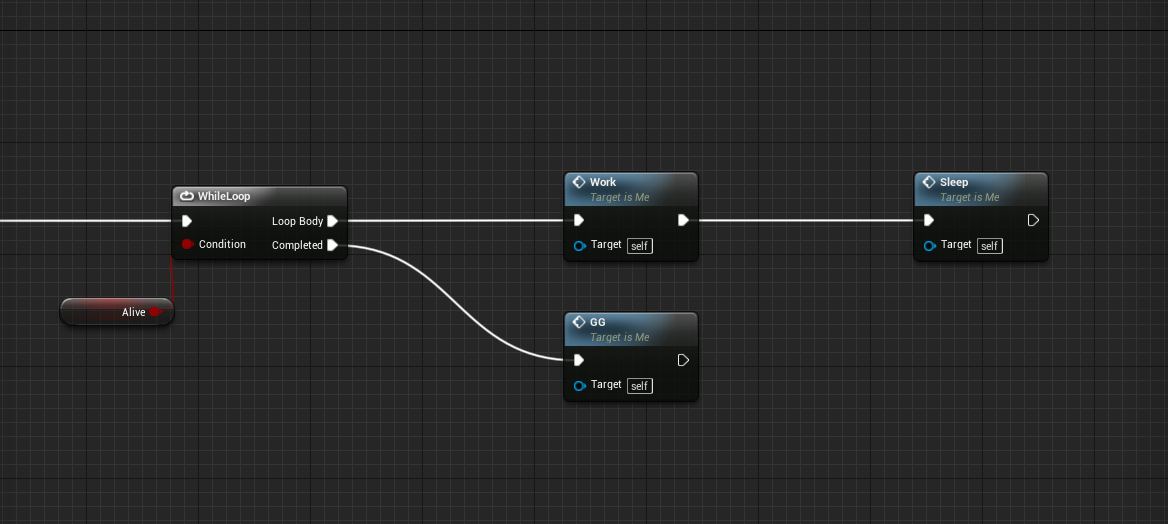 WhileLoop
Loop Body
Condition
Completed
Alive
Work
Target is Me
Target self
Sleep
Target is Me
Target self
GG
Target is Me
Target self